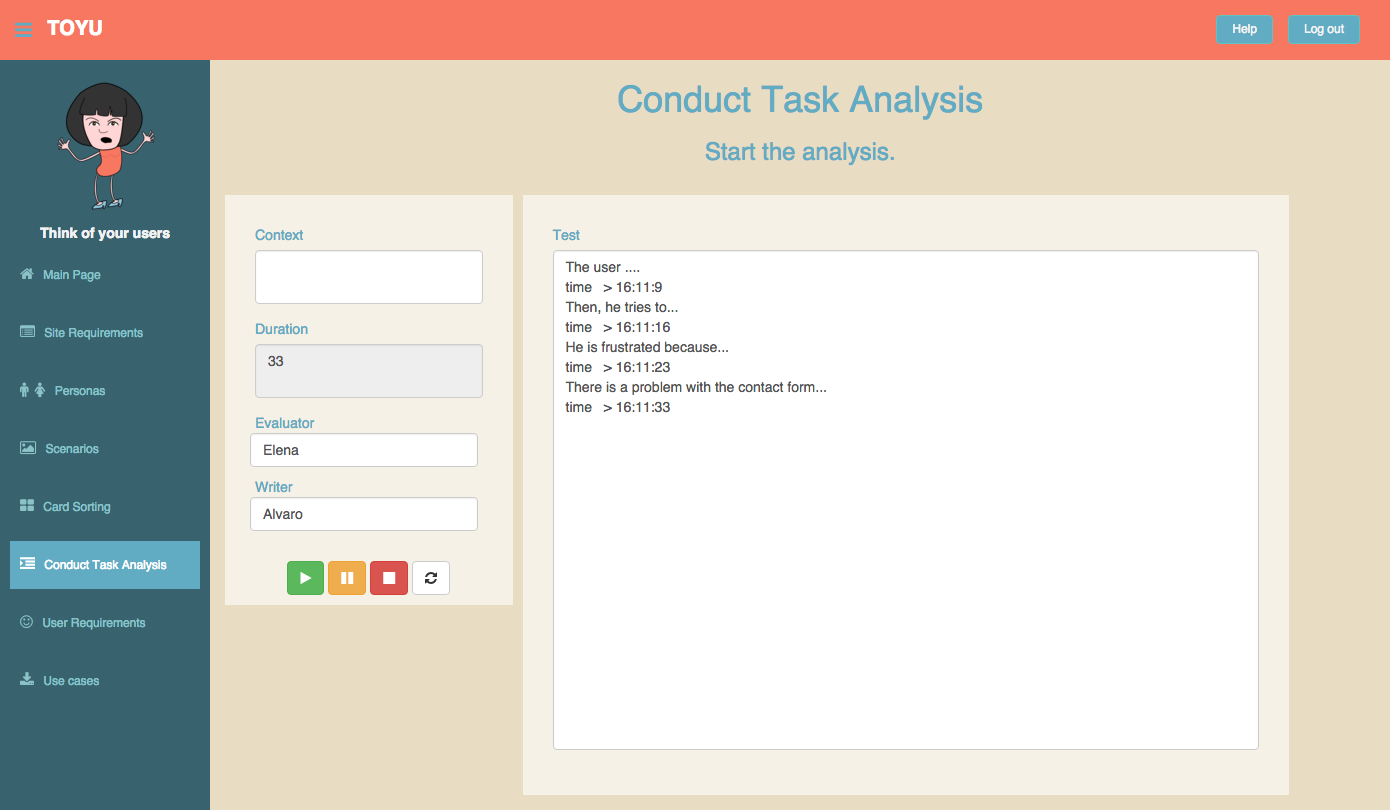 TOYU
Help
Log out
Think of your users
Main Page
Site Requirements
Personas
Scenarios
Card Sorting
Conduct Task Analysis
User Requirements
Use cases
Conduct Task Analysis
Start the analysis.
Context
Duration
33
Evaluator
Elena
Writer
Alvaro
Test
The user ....
time > 16:11:9
Then, he tries to...
time > 16:11:16
He is frustrated because...
time > 16:11:23
There is a problem with the contact form...
time > 16:11:33